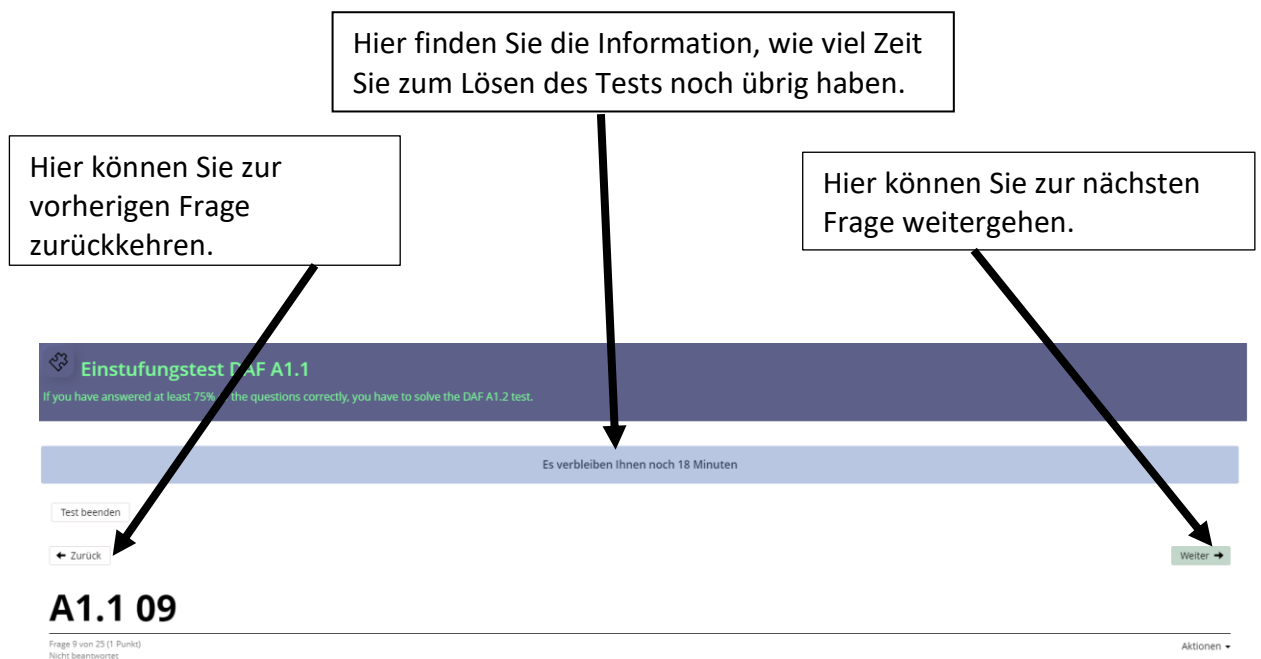 Hier finden Sie die Information, wie viel Zeit
Sie zum Lösen des Tests noch übrig haben.
Hier können Sie zur
vorherigen Frage
zurückkehren.
Hier können Sie zur nächsten
Frage weitergehen.
Einstufungstest DAF A1.1
If you have answered at least 75% the questions correctly, you have to solve the DAF A1.2 test.
Es verbleiben Ihnen noch 18 Minuten
Test beenden
← Zurück
Weiter →
A1.1 09
Frage 9 von 25 (1 Punkt)
Aktionen
Nicht beantwortet